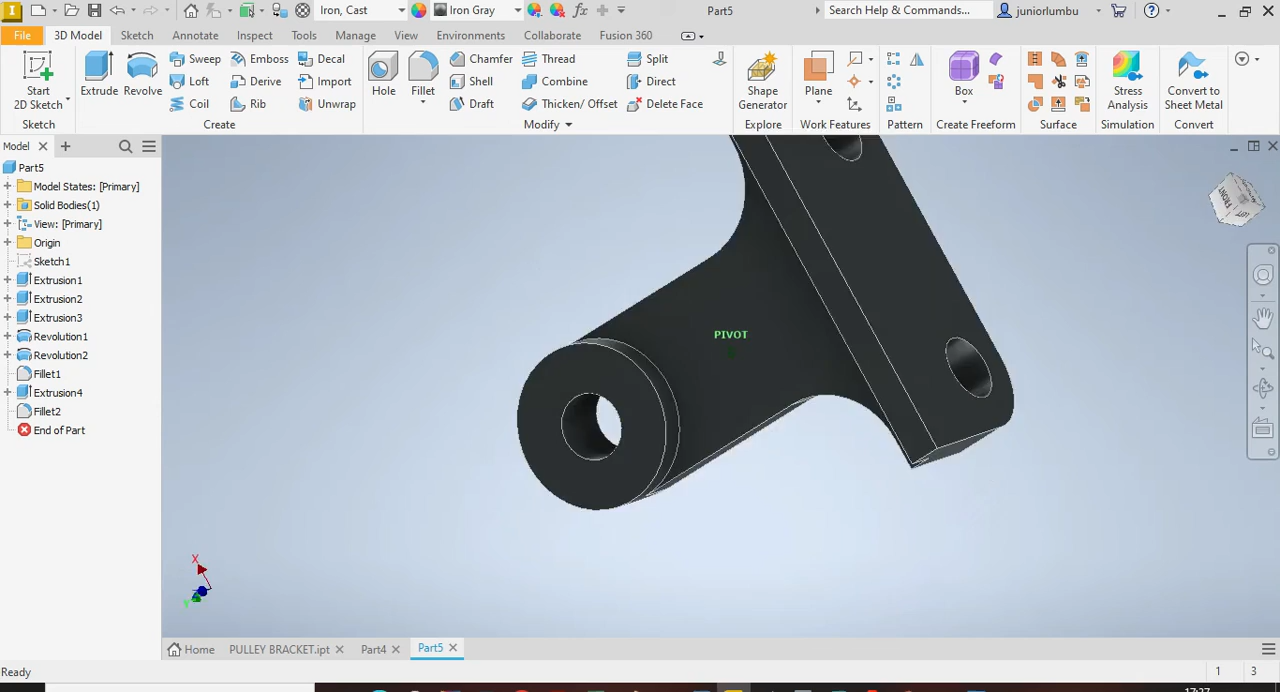 Iron, Cast
Iron Gray
Part5
Search Help & Commands...
juniorlumbu
File
3D Model
Sketch
Annotate
Inspect
Tools
Manage
View
Environments
Collaborate
Fusion 360
Start
2D Sketch
Extrude
Revolve
Sweep
Loft
Coil
Emboss
Derive
Rib
Decal
Import
Unwrap
Hole
Fillet
Chamfer
Shell
Draft
Thread
Combine
Thicken/ Offset
Split
Direct
Delete Face
Shape
Generator
Plane
Box
Stress
Analysis
Convert to
Sheet Metal
Sketch
Create
Modify
Explore
Work Features
Pattern
Create Freeform
Surface
Simulation
Convert
Model
Part5
Model States: [Primary]
Solid Bodies(1)
View: [Primary]
Origin
Sketch1
Extrusion1
Extrusion2
Extrusion3
Revolution1
Revolution2
Fillet1
Extrusion4
Fillet2
End of Part
PIVOT
FRONT
X
Home
PULLEY BRACKET.ipt
Part4
Part5
Ready
1
3
17:27